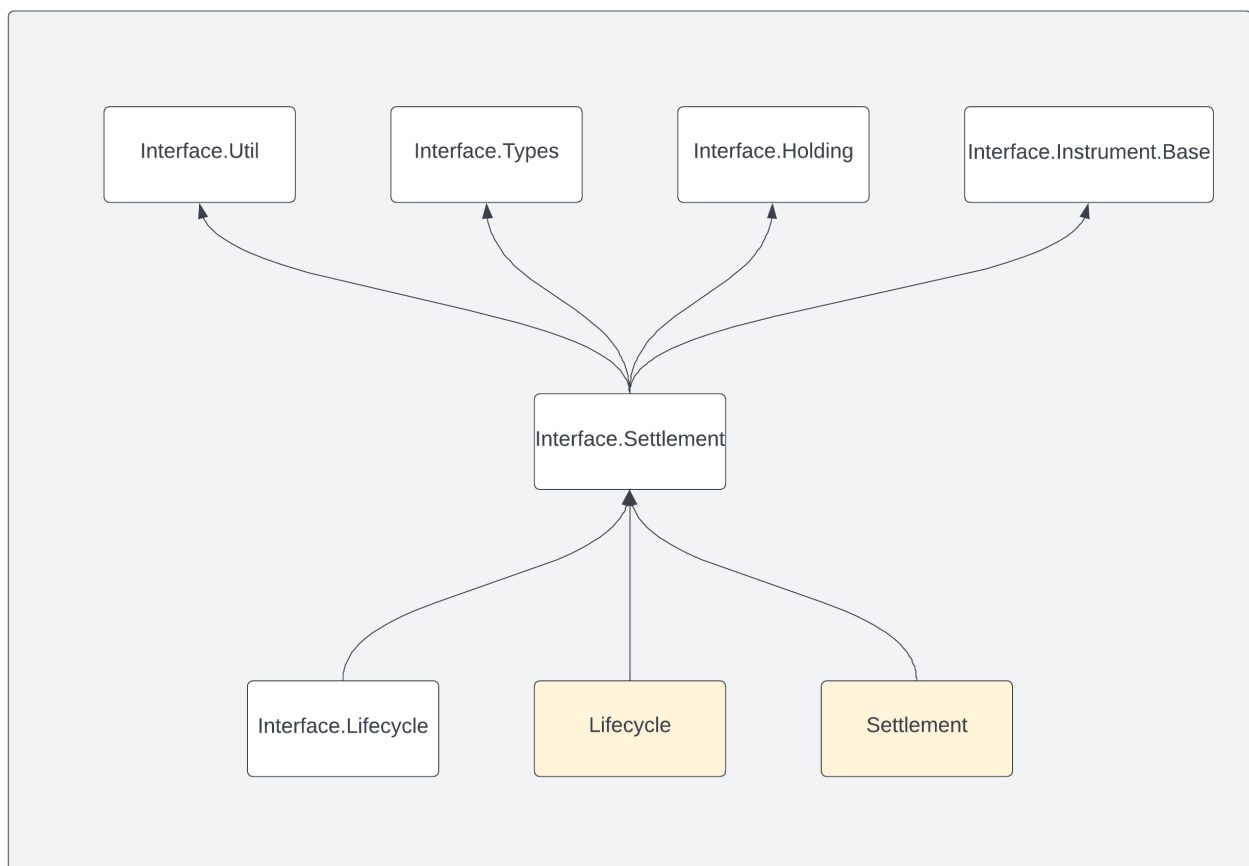 Interface.Util
Interface.Types
Interface.Holding
Interface.Instrument.Base
Interface.Settlement
Interface.Lifecycle
Lifecycle
Settlement